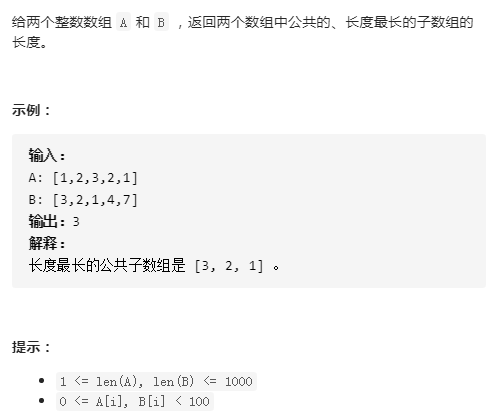 给两个整数数组 A 和 B ，返回两个数组中公共的、长度最长的子数组的
长度。
示例：
输入：
A: [1,2,3,2,1]
B: [3,2,1,4,7]
输出：3
解释：
长度最长的公共子数组是 [3, 2, 1] 。
提示：
• 1 <= len(A), len(B) <= 1000
• 0 <= A[i], B[i] < 100